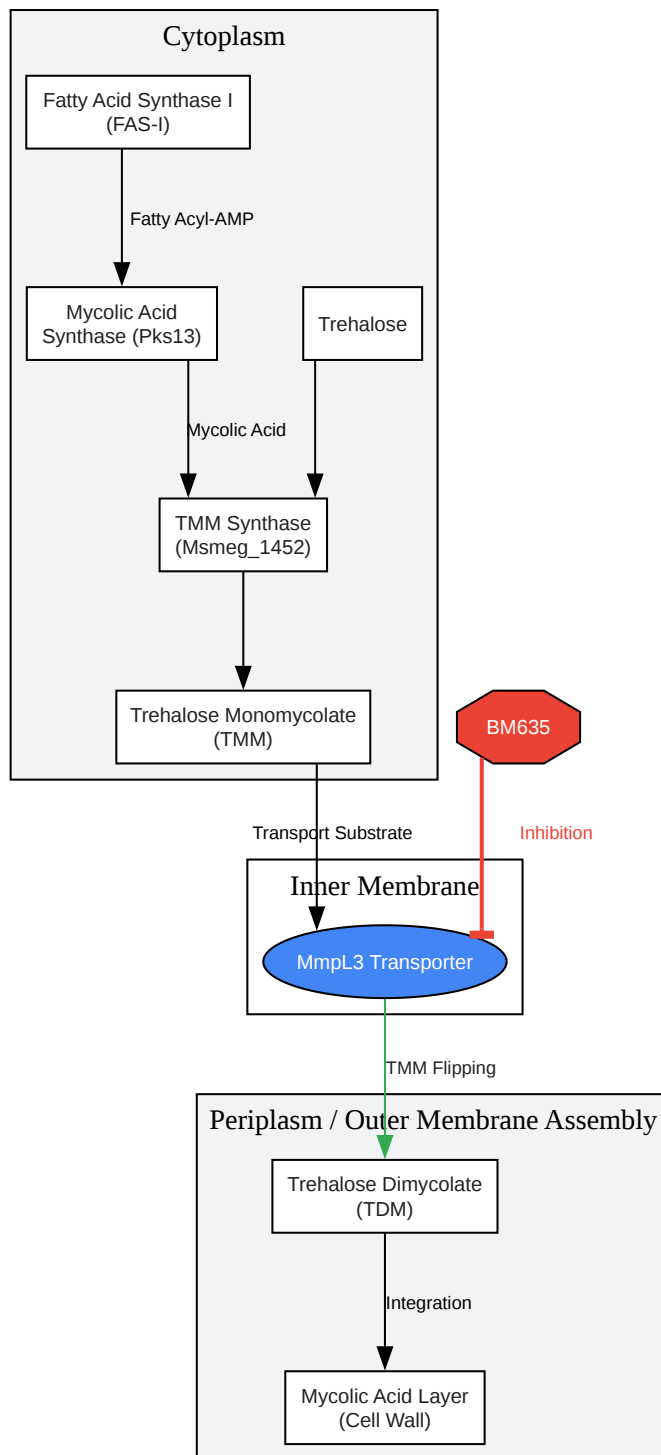 Cytoplasm
Fatty Acid Synthase I
(FAS-I)
Fatty Acyl-AMP
Mycolic Acid
Synthase (Pks13)
Trehalose
Mycolic Acid
TMM Synthase
(Msmeg_1452)
Trehalose Monomycolate
(TMM)
BM635
Transport Substrate
Inhibition
Inner Membrane
MmpL3 Transporter
TMM Flipping
Periplasm / Outer Membrane Assembly
Trehalose Dimycolate
(TDM)
Integration
Mycolic Acid Layer
(Cell Wall)